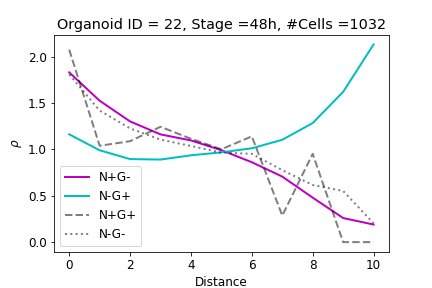 Organoid ID = 22, Stage =48h, #Cells =1032
ρ
2.0
1.5
1.0
0.5
0.0
N+G-
N-G+
N+G+
N-G-
0 2 4 6 8 10
Distance